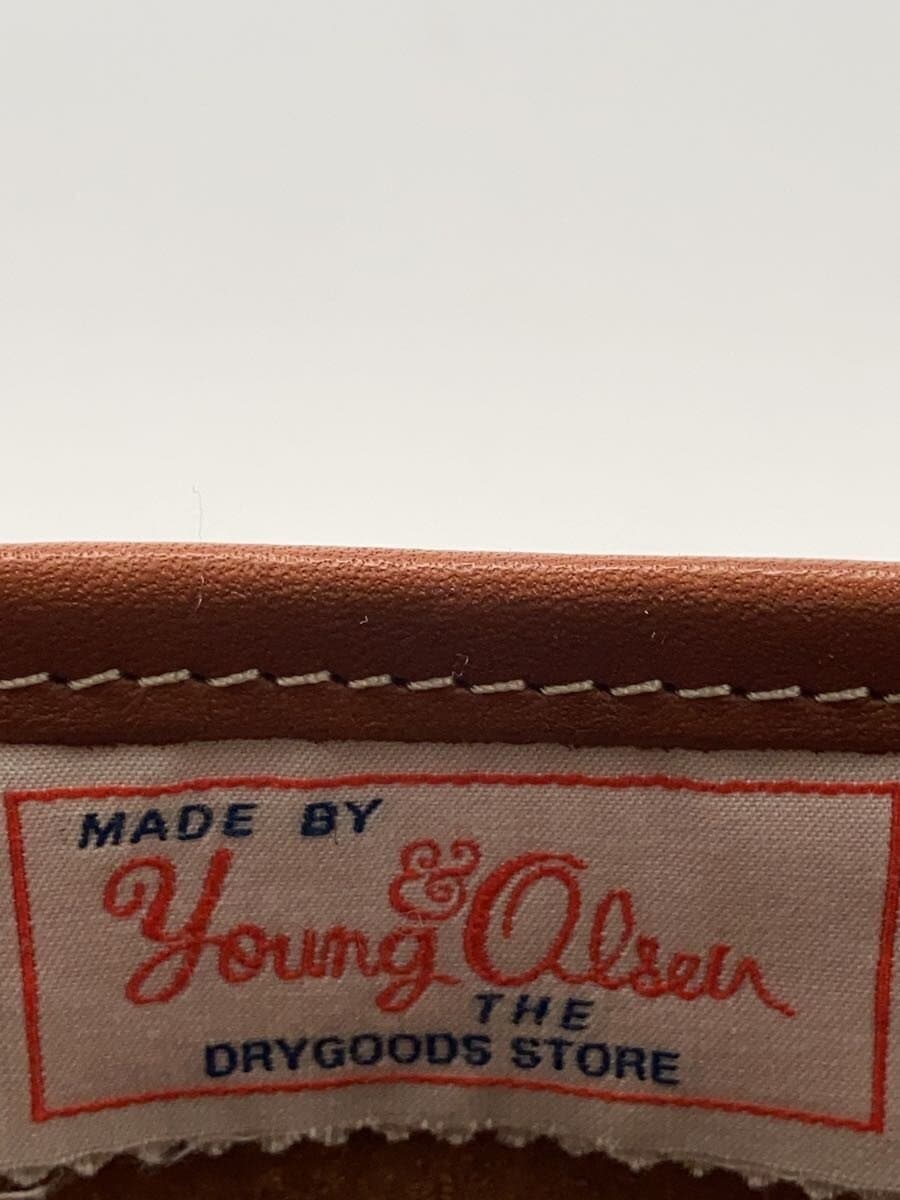 MADE BY
Young & Olsen
THE
DRYGOODS STORE